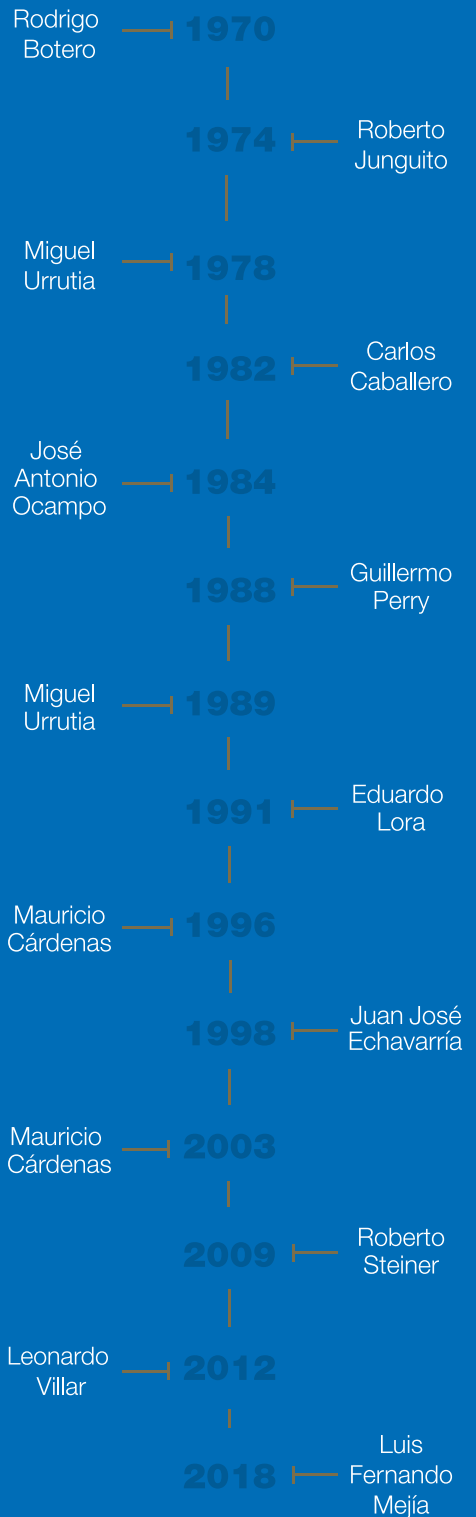 Rodrigo
Botero
1970
1974
Roberto
Junguito
Miguel
Urrutia
1978
1982
Carlos
Caballero
José
Antonio
Ocampo
1984
1988
Guillermo
Perry
Miguel
Urrutia
1989
1991
Eduardo
Lora
Mauricio
Cárdenas
1996
1998
Juan José
Echavarría
Mauricio
Cárdenas
2003
2009
Roberto
Steiner
Leonardo
Villar
2012
2018
Luis
Fernando
Mejía